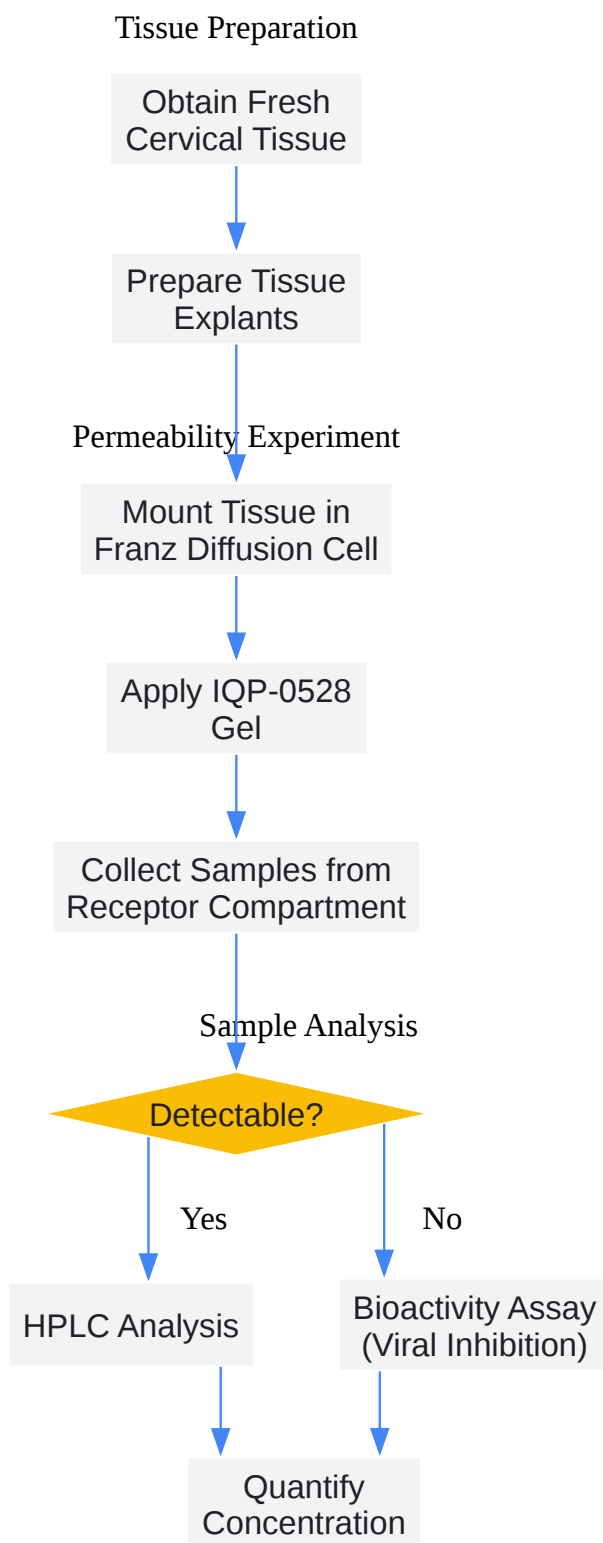 Tissue Preparation
Obtain Fresh
Cervical Tissue
Prepare Tissue
Explants
Permeability Experiment
Mount Tissue in
Franz Diffusion Cell
Apply IQP-0528
Gel
Collect Samples from
Receptor Compartment
Sample Analysis
Detectable?
Yes
No
HPLC Analysis
Bioactivity Assay
(Viral Inhibition)
Quantify
Concentration